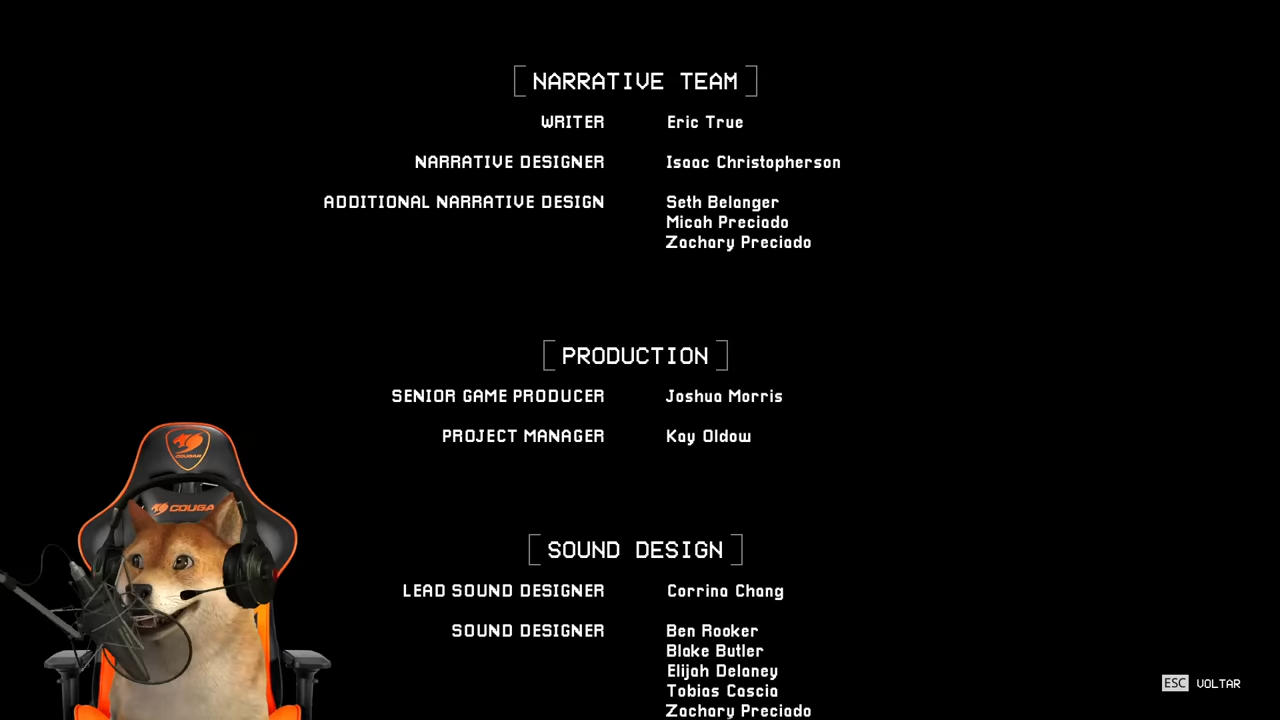 NARRATIVE TEAM
WRITER Eric True
NARRATIVE DESIGNER Isaac Christopherson
ADDITIONAL NARRATIVE DESIGN Seth Belanger
Micah Preciado
Zachary Preciado
PRODUCTION
SENIOR GAME PRODUCER Joshua Morris
PROJECT MANAGER Kay Oldow
SOUND DESIGN
LEAD SOUND DESIGNER Corrina Chang
SOUND DESIGNER Ben Rooker
Blake Butler
Elijah Delaney
Tobias Cascia
Zachary Preciado
COUGAR
COUGA
ESC VOLTAR